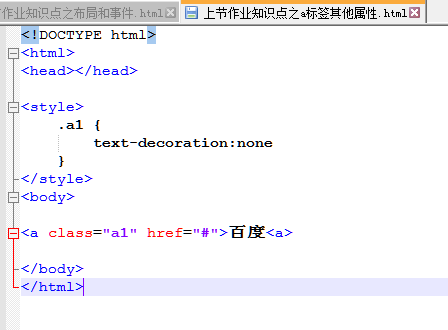 作业知识点之布局和事件.html
上节作业知识点之a标签其他属性.html
<!DOCTYPE html>
<html>
<head></head>
<style>
.a1 {
text-decoration:none
}
</style>
<body>
<a class="a1" href="#">百度<a>
</body>
</html>